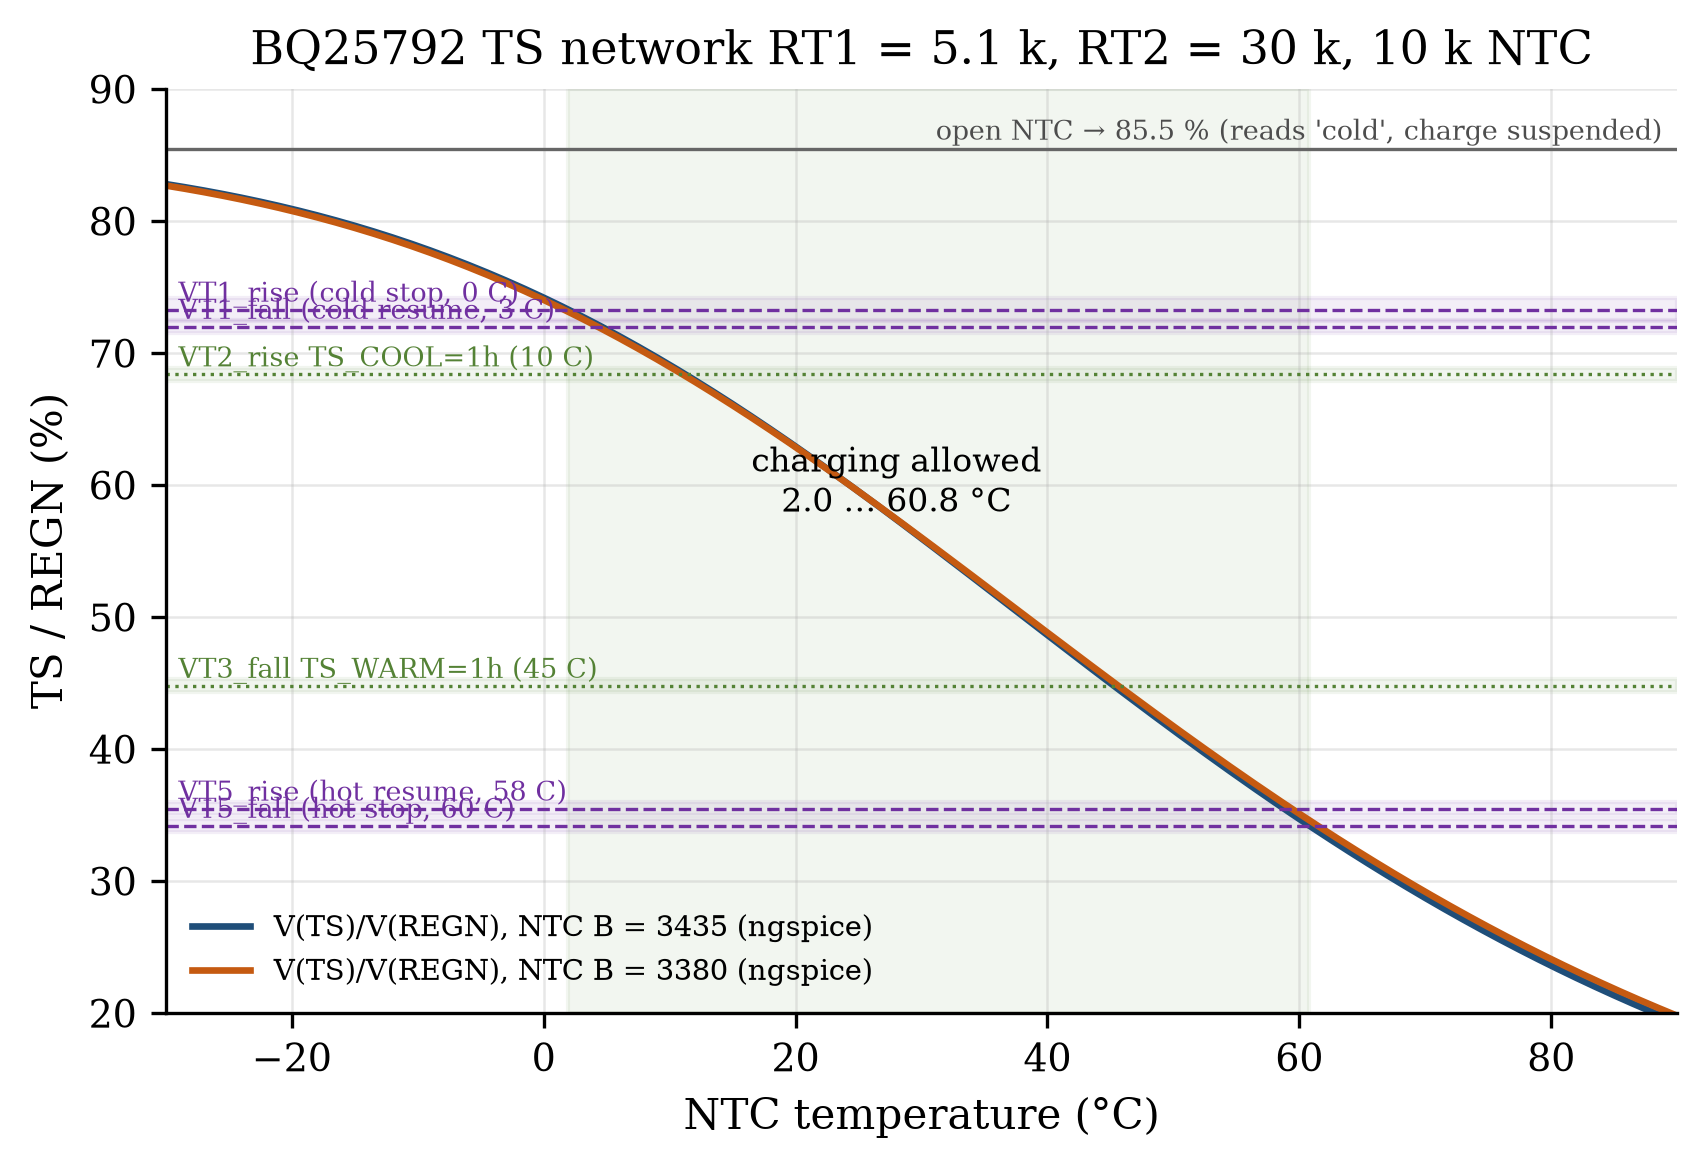 BQ25792 TS network RT1 = 5.1 k, RT2 = 30 k, 10 k NTC
90
open NTC → 85.5 % (reads 'cold', charge suspended)
80
VT1_rise (cold stop, 0 C)
VT1_fall (cold resume, 3 C)
70
VT2_rise TS_COOL=1h (10 C)
TS / REGN (%)
charging allowed
60
2.0 … 60.8 °C
50
VT3_fall TS_WARM=1h (45 C)
40
VT5_rise (hot resume, 58 C)
VT5_fall (hot stop, 60 C)
30
V(TS)/V(REGN), NTC B = 3435 (ngspice)
V(TS)/V(REGN), NTC B = 3380 (ngspice)
20
−20 0 20 40 60 80
NTC temperature (°C)